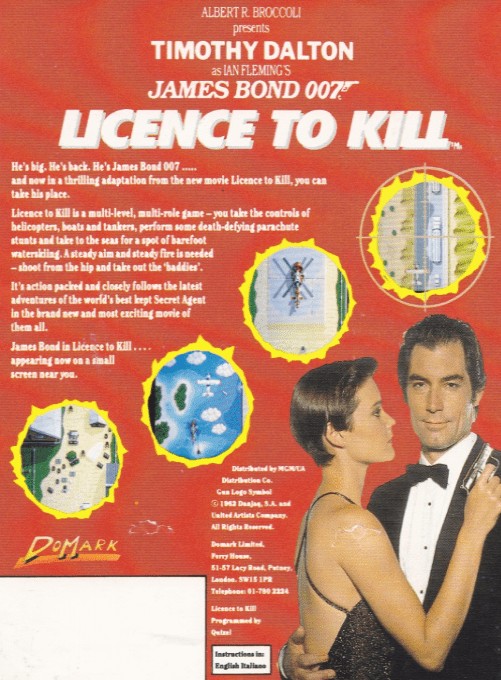 ALBERT R. BROCCOLI
presents
TIMOTHY DALTON
as IAN FLEMING'S
JAMES BOND 007
LICENCE TO KILL™
He's big. He's back. He's James Bond 007 .....
and now in a thrilling adaptation from the new movie Licence to Kill, you can
take his place.
Licence to Kill is a multi-level, multi-role game – you take the controls of
helicopters, boats and tankers, perform some death-defying parachute
stunts and take to the seas for a spot of barefoot
waterskiing. A steady aim and steady fire is needed
– shoot from the hip and take out the 'baddies'.
It's action packed and closely follows the latest
adventures of the world's best kept Secret Agent
in the brand new and most exciting movie of
them all.
James Bond in Licence to Kill . . . .
appearing now on a small
screen near you.
Distributed by MGM/UA
Distribution Co.
Gun Logo Symbol
© 1962 Danjaq, S.A. and
United Artists Company.
All Rights Reserved.
DOMARK
Domark Limited,
Ferry House,
51-57 Lacy Road, Putney,
London. SW15 1PR
Telephone: 01-780 2224
Licence to Kill
Programmed by
Quixel
Instructions in:
English Italiano